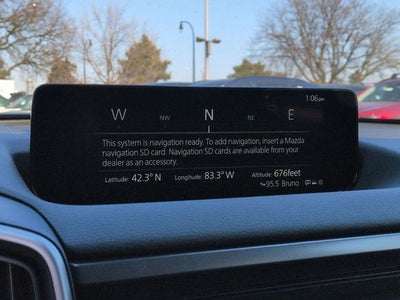 1:06pm
W NW N NE E
This system is navigation ready. To add navigation, insert a Mazda
navigation SD card. Navigation SD cards are available from your
dealer as an accessory.
Latitude: 42.3° N Longitude: 83.3° W Altitude: 676feet
95.5 Bruno